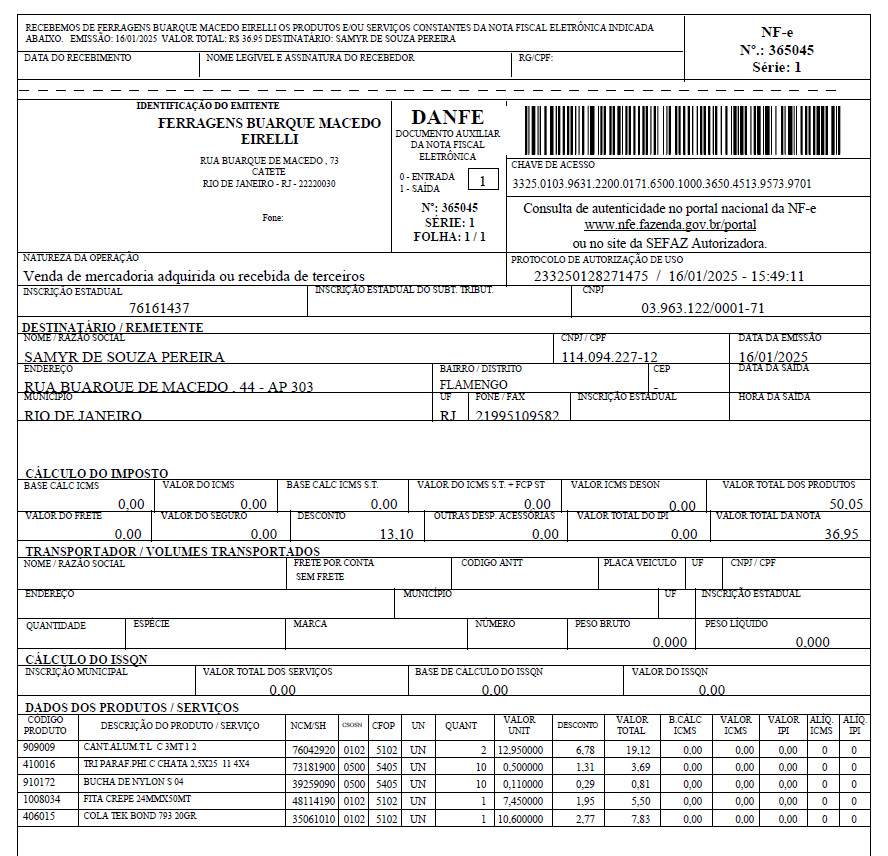 RECEBEMOS DE FERRAGENS BUARQUE MACEDO EIRELLI OS PRODUTOS E/OU SERVIÇOS CONSTANTES DA NOTA FISCAL ELETRÔNICA INDICADA
ABAIXO. EMISSÃO: 16/01/2025 VALOR TOTAL: R$ 36.95 DESTINATÁRIO: SAMYR DE SOUZA PEREIRA
NF-e
Nº.: 365045
Série: 1
DATA DO RECEBIMENTO NOME LEGÍVEL E ASSINATURA DO RECEBEDOR RG/CPF:
IDENTIFICAÇÃO DO EMITENTE
FERRAGENS BUARQUE MACEDO
EIRELLI
RUA BUARQUE DE MACEDO , 73
CATETE
RIO DE JANEIRO - RJ - 22220030
Fone:
DANFE
DOCUMENTO AUXILIAR
DA NOTA FISCAL
ELETRÔNICA
0 - ENTRADA
1 - SAÍDA
1
Nº: 365045
SÉRIE: 1
FOLHA: 1 / 1
CHAVE DE ACESSO
3325.0103.9631.2200.0171.6500.1000.3650.4513.9573.9701
Consulta de autenticidade no portal nacional da NF-e
www.nfe.fazenda.gov.br/portal
ou no site da SEFAZ Autorizadora.
NATUREZA DA OPERAÇÃO PROTOCOLO DE AUTORIZAÇÃO DE USO
Venda de mercadoria adquirida ou recebida de terceiros 233250128271475 / 16/01/2025 - 15:49:11
INSCRIÇÃO ESTADUAL INSCRIÇÃO ESTADUAL DO SUBT. TRIBUT. CNPJ
76161437 03.963.122/0001-71
DESTINATÁRIO / REMETENTE
NOME / RAZÃO SOCIAL CNPJ / CPF DATA DA EMISSÃO
SAMYR DE SOUZA PEREIRA 114.094.227-12 16/01/2025
ENDEREÇO BAIRRO / DISTRITO CEP DATA DA SAÍDA
RUA BUARQUE DE MACEDO , 44 - AP 303 FLAMENGO -
MUNICÍPIO UF FONE / FAX INSCRIÇÃO ESTADUAL HORA DA SAÍDA
RIO DE JANEIRO RJ 21995109582
CÁLCULO DO IMPOSTO
BASE CALC ICMS VALOR DO ICMS BASE CALC ICMS S.T. VALOR DO ICMS S.T. + FCP ST VALOR ICMS DESON VALOR TOTAL DOS PRODUTOS
0,00 0,00 0,00 0,00 0,00 50,05
VALOR DO FRETE VALOR DO SEGURO DESCONTO OUTRAS DESP. ACESSÓRIAS VALOR TOTAL DO IPI VALOR TOTAL DA NOTA
0,00 0,00 13,10 0,00 0,00 36,95
TRANSPORTADOR / VOLUMES TRANSPORTADOS
NOME / RAZÃO SOCIAL FRETE POR CONTA CODIGO ANTT PLACA VEICULO UF CNPJ / CPF
SEM FRETE
ENDEREÇO MUNICÍPIO UF INSCRIÇÃO ESTADUAL
QUANTIDADE ESPÉCIE MARCA NÚMERO PESO BRUTO PESO LÍQUIDO
0,000 0,000
CÁLCULO DO ISSQN
INSCRIÇÃO MUNICIPAL VALOR TOTAL DOS SERVIÇOS BASE DE CÁLCULO DO ISSQN VALOR DO ISSQN
0,00 0,00 0,00
DADOS DOS PRODUTOS / SERVIÇOS
CÓDIGO PRODUTO DESCRIÇÃO DO PRODUTO / SERVIÇO NCM/SH CSOSN CFOP UN QUANT VALOR UNIT DESCONTO VALOR TOTAL B.CÁLC ICMS VALOR ICMS VALOR IPI ALÍQ. ICMS ALÍQ. IPI
909009 CANT.ALUM.T L C 3MT 1 2 76042920 0102 5102 UN 2 12,950000 6,78 19,12 0,00 0,00 0,00 0 0
410016 TRI PARAF.PHI.C CHATA 2,5X25 11 4X4 73181900 0500 5405 UN 10 0,500000 1,31 3,69 0,00 0,00 0,00 0 0
910172 BUCHA DE NYLON S 04 39259090 0500 5405 UN 10 0,110000 0,29 0,81 0,00 0,00 0,00 0 0
1008034 FITA CREPE 24MMX50MT 48114190 0102 5102 UN 1 7,450000 1,95 5,50 0,00 0,00 0,00 0 0
406015 COLA TEK BOND 793 20GR 35061010 0102 5102 UN 1 10,600000 2,77 7,83 0,00 0,00 0,00 0 0